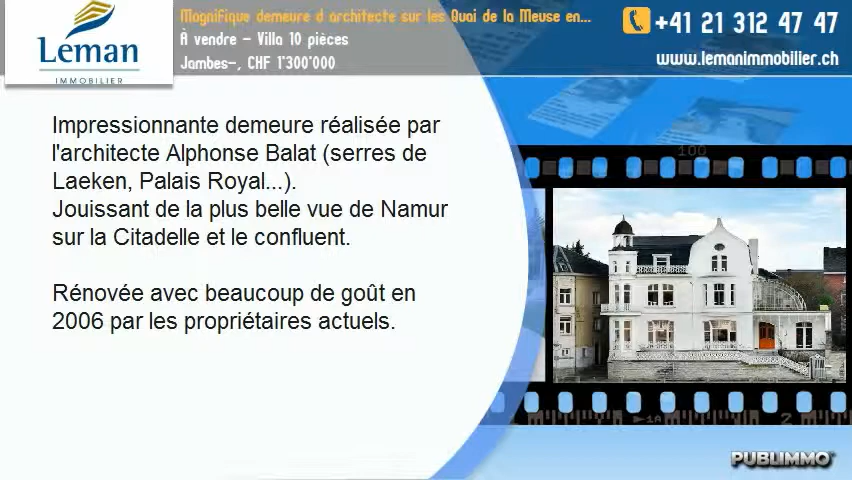 Leman
IMMOBILIER
Magnifique demeure d architecte sur les Quai de la Meuse en...
À vendre – Villa 10 pièces
Jambes-, CHF 1'300'000
+41 21 312 47 47
www.lemanimmobilier.ch
Impressionnante demeure réalisée par
l'architecte Alphonse Balat (serres de
Laeken, Palais Royal...).
Jouissant de la plus belle vue de Namur
sur la Citadelle et le confluent.
Rénovée avec beaucoup de goût en
2006 par les propriétaires actuels.
100
1A
2
PUBLIMMO